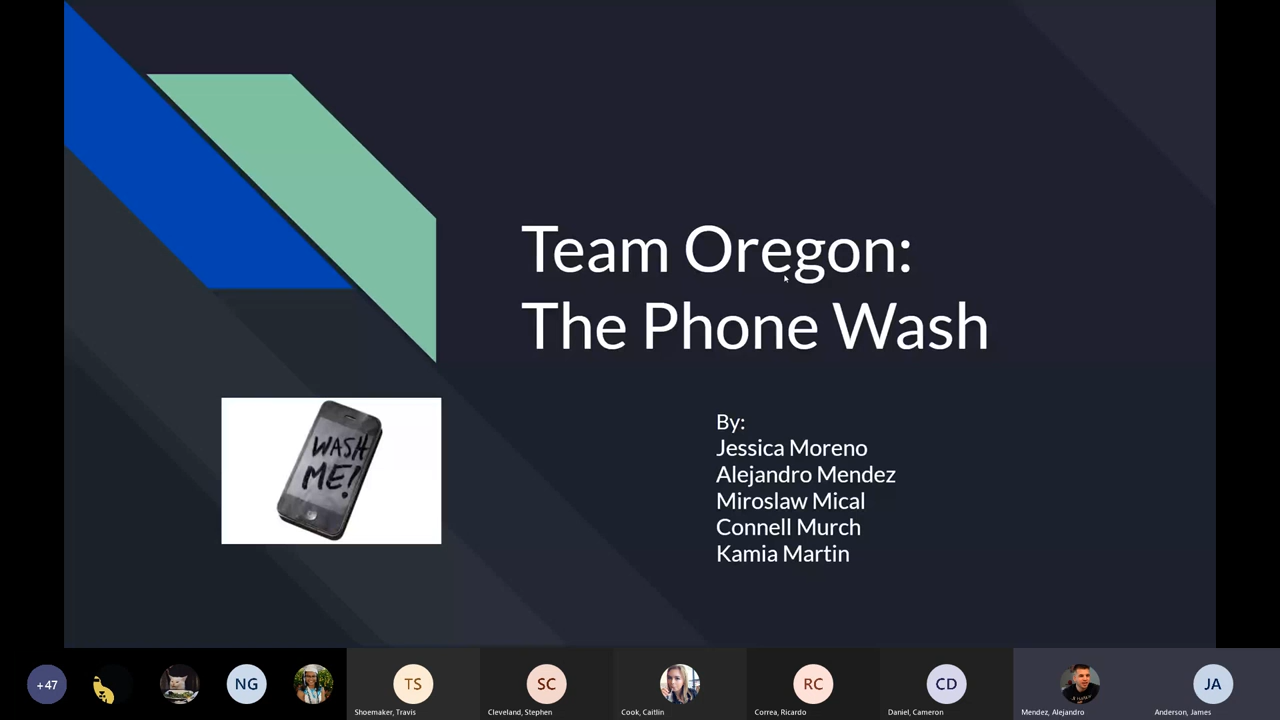 Team Oregon:
The Phone Wash
WASH
ME!
By:
Jessica Moreno
Alejandro Mendez
Miroslaw Mical
Connell Murch
Kamia Martin
+47
NG
TS
SC
RC
CD
JA
Shoemaker, Travis
Cleveland, Stephen
Cook, Caitlin
Correa, Ricardo
Daniel, Cameron
Mendez, Alejandro
Anderson, James